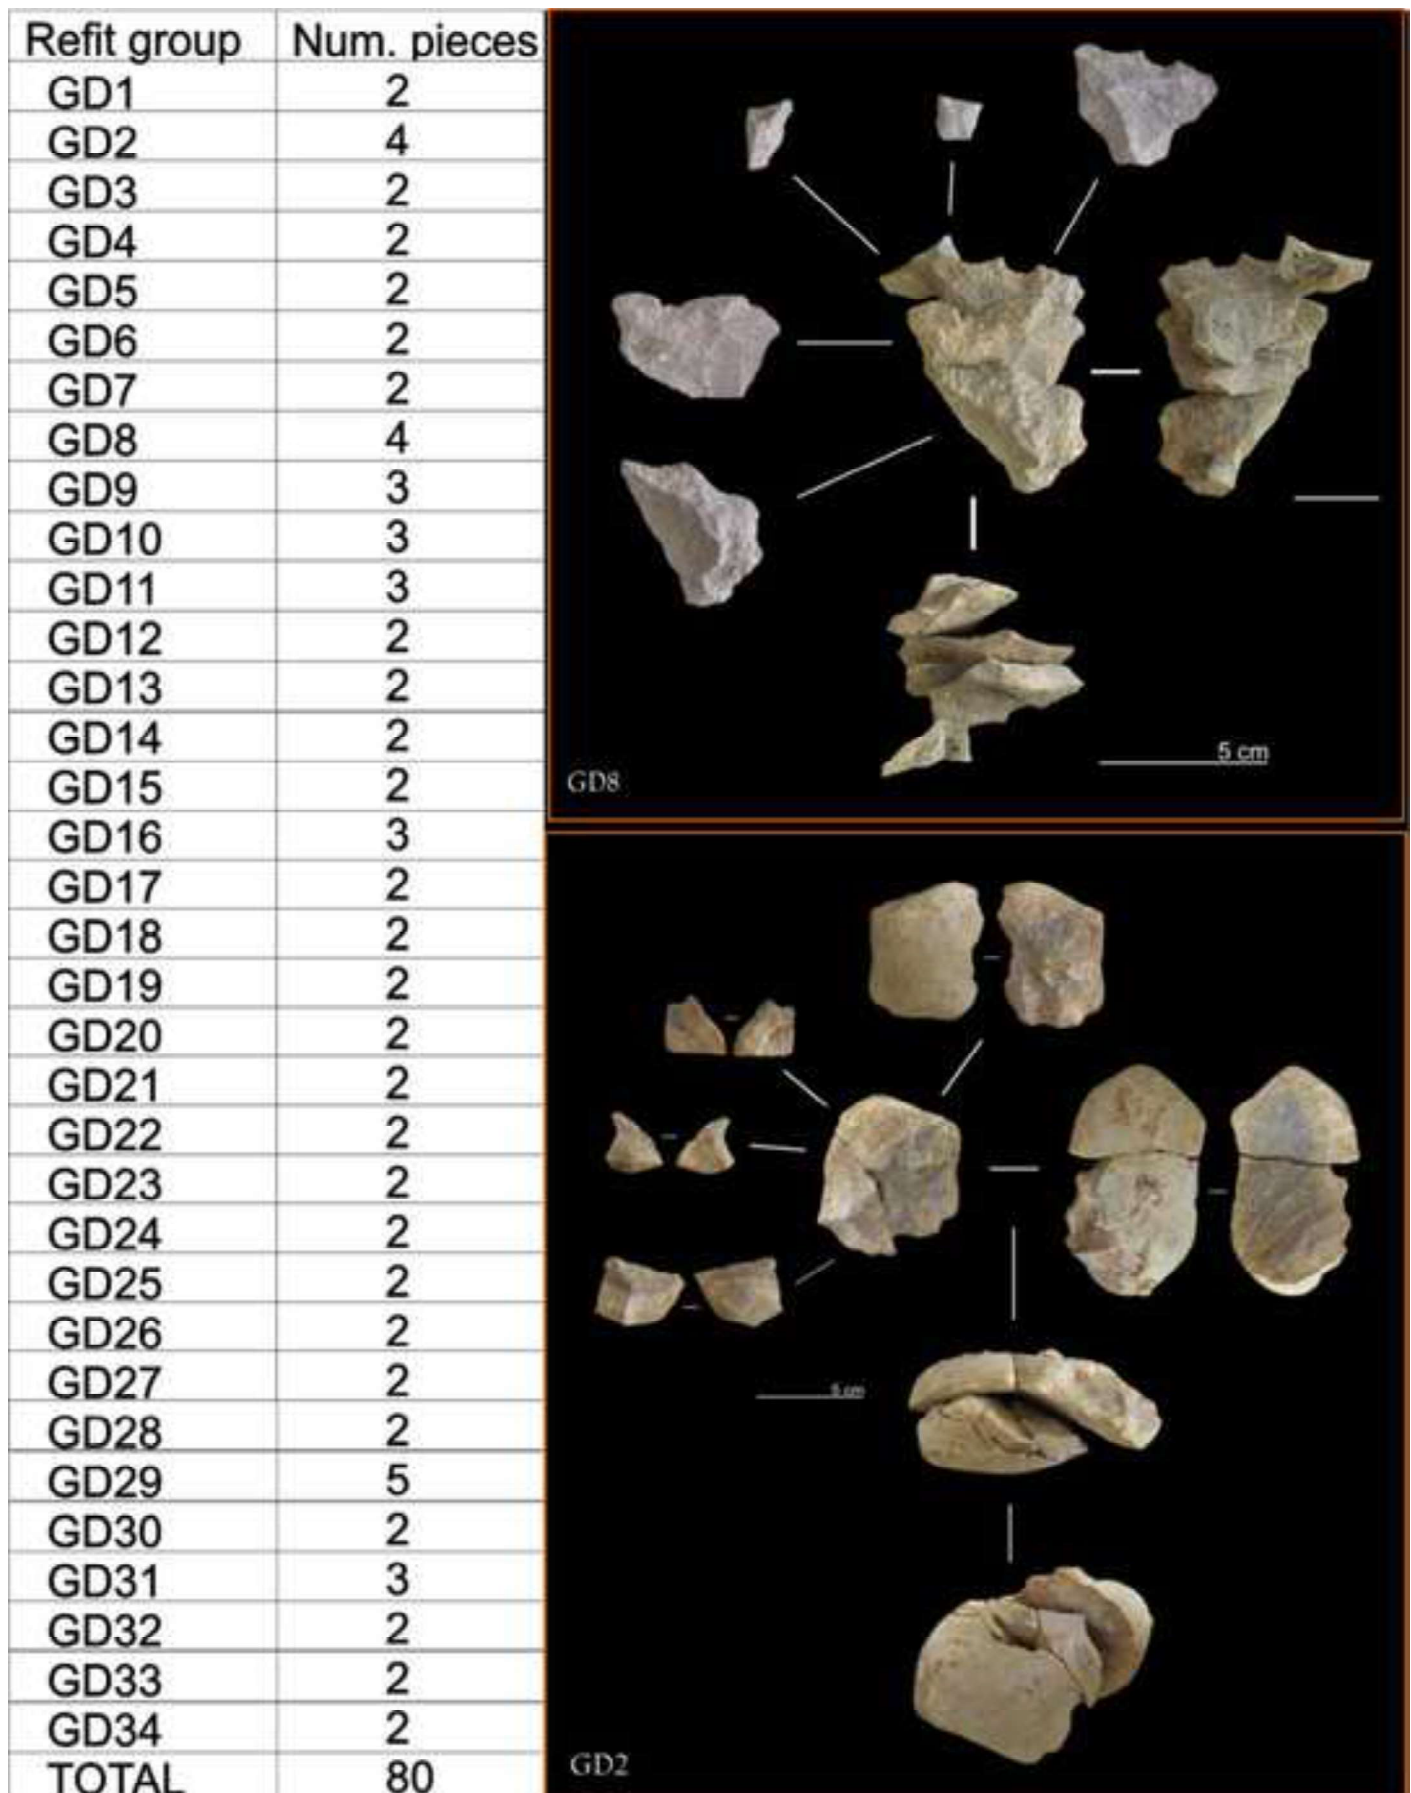 Refit group Num. pieces
GD1 2
GD2 4
GD3 2
GD4 2
GD5 2
GD6 2
GD7 2
GD8 4
GD9 3
GD10 3
GD11 3
GD12 2
GD13 2
GD14 2
GD15 2
GD16 3
GD17 2
GD18 2
GD19 2
GD20 2
GD21 2
GD22 2
GD23 2
GD24 2
GD25 2
GD26 2
GD27 2
GD28 2
GD29 5
GD30 2
GD31 3
GD32 2
GD33 2
GD34 2
TOTAL 80
5 cm
GD8
5 cm
GD2